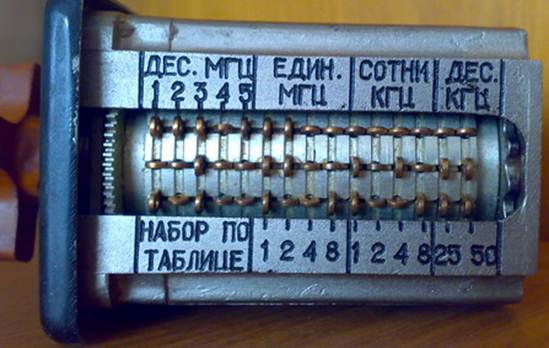 ДЕС. МГЦ ЕДИН. СОТНИ ДЕС.
1 2 3 4 5 МГЦ КГЦ КГЦ
НАБОР ПО
ТАБЛИЦЕ 1 2 4 8 1 2 4 8 25 50